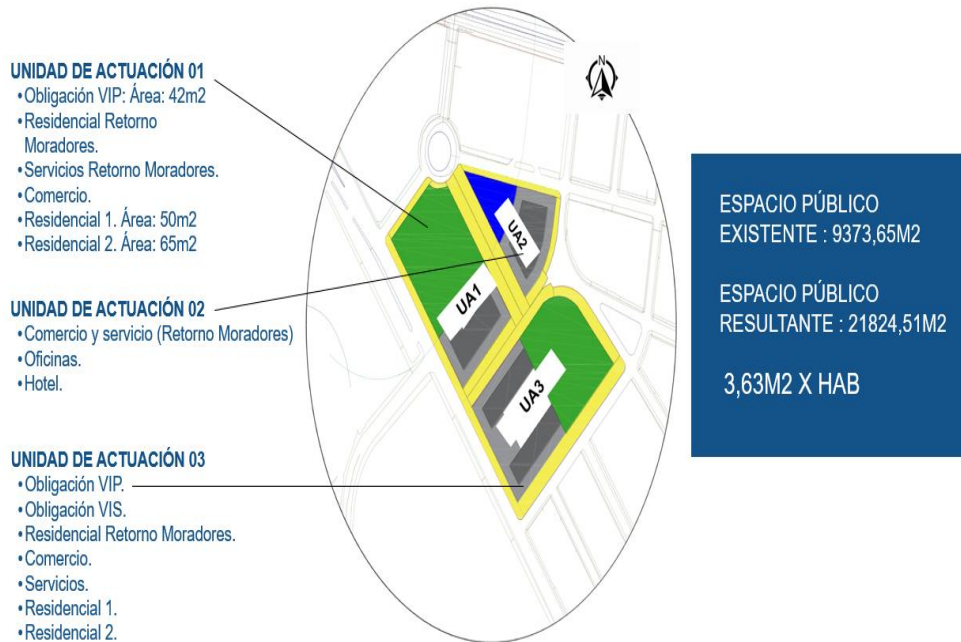 UNIDAD DE ACTUACIÓN 01
•Obligación VIP: Área: 42m2
•Residencial Retorno
Moradores.
•Servicios Retorno Moradores.
•Comercio.
•Residencial 1. Área: 50m2
•Residencial 2. Área: 65m2
UNIDAD DE ACTUACIÓN 02
•Comercio y servicio (Retorno Moradores)
•Oficinas.
•Hotel.
UNIDAD DE ACTUACIÓN 03
•Obligación VIP.
•Obligación VIS.
•Residencial Retorno Moradores.
•Comercio.
•Servicios.
•Residencial 1.
•Residencial 2.
N
UA2
UA1
UA3
ESPACIO PÚBLICO
EXISTENTE : 9373,65M2
ESPACIO PÚBLICO
RESULTANTE : 21824,51M2
3,63M2 X HAB